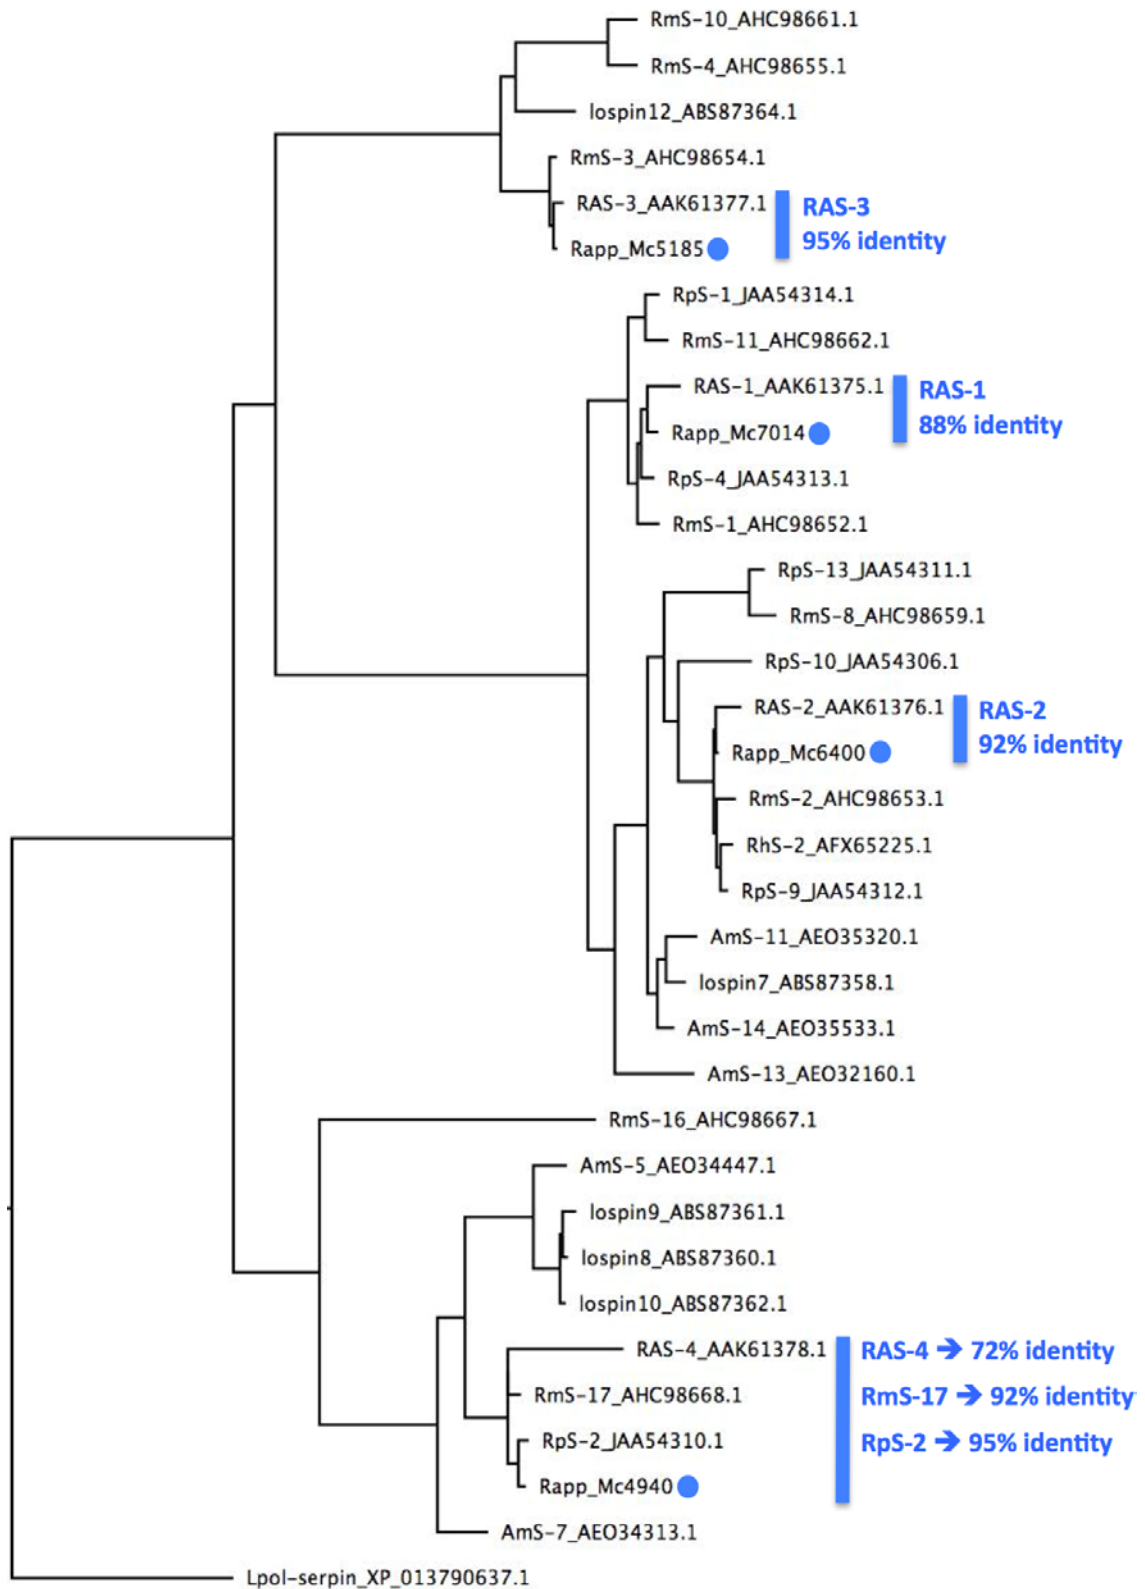 RmS-10_AHC98661.1
RmS-4_AHC98655.1
Iospin12_ABS87364.1
RmS-3_AHC98654.1
RAS-3_AAK61377.1
RAS-3
95% identity
Rapp_Mc5185
RpS-1_JAA54314.1
RmS-11_AHC98662.1
RAS-1_AAK61375.1
RAS-1
88% identity
Rapp_Mc7014
RpS-4_JAA54313.1
RmS-1_AHC98652.1
RpS-13_JAA54311.1
RmS-8_AHC98659.1
RpS-10_JAA54306.1
RAS-2_AAK61376.1
RAS-2
92% identity
Rapp_Mc6400
RmS-2_AHC98653.1
RhS-2_AFX65225.1
RpS-9_JAA54312.1
AmS-11_AEO35320.1
Iospin7_ABS87358.1
AmS-14_AEO35533.1
AmS-13_AEO32160.1
RmS-16_AHC98667.1
AmS-5_AEO34447.1
Iospin9_ABS87361.1
Iospin8_ABS87360.1
Iospin10_ABS87362.1
RAS-4_AAK61378.1
RAS-4 ➔ 72% identity
RmS-17_AHC98668.1
RmS-17 ➔ 92% identity
RpS-2_JAA54310.1
RpS-2 ➔ 95% identity
Rapp_Mc4940
AmS-7_AEO34313.1
Lpol-serpin_XP_013790637.1